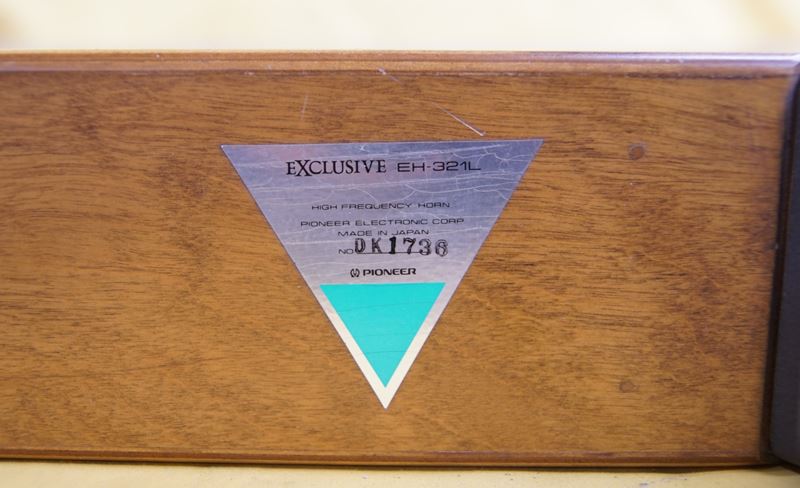 EXCLUSIVE EH-321L
HIGH FREQUENCY HORN
PIONEER ELECTRONIC CORP
MADE IN JAPAN
NO DK1736
PIONEER